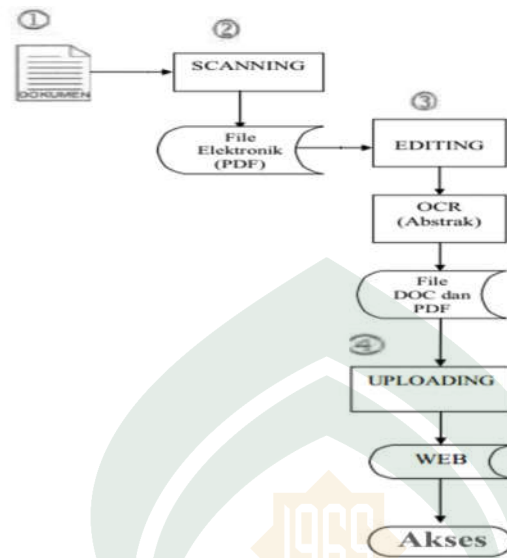 ①
DOKUMEN
②
SCANNING
File
Elektronik
(PDF)
③
EDITING
OCR
(Abstrak)
File
DOC dan
PDF
④
UPLOADING
WEB
Akses
1969